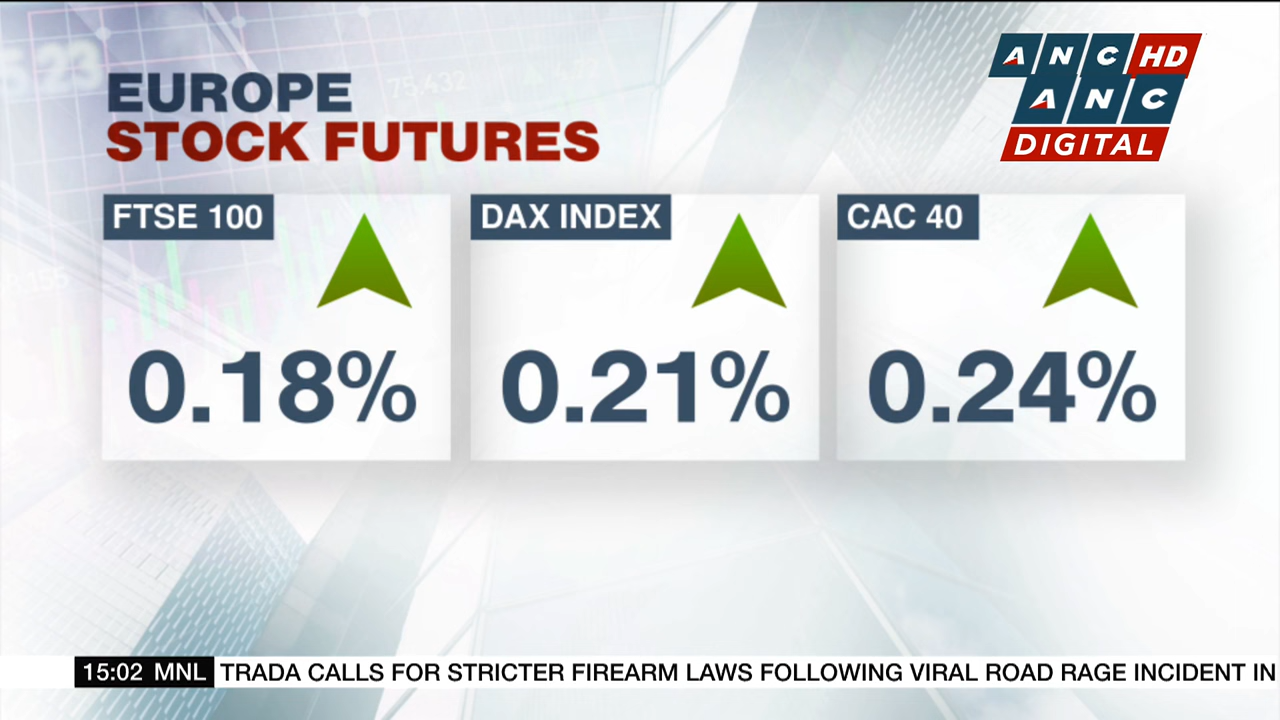 EUROPE
STOCK FUTURES
ANC HD
ANC
DIGITAL
FTSE 100
DAX INDEX
CAC 40
0.18%
0.21%
0.24%
15:02 MNL
TRADA CALLS FOR STRICTER FIREARM LAWS FOLLOWING VIRAL ROAD RAGE INCIDENT IN